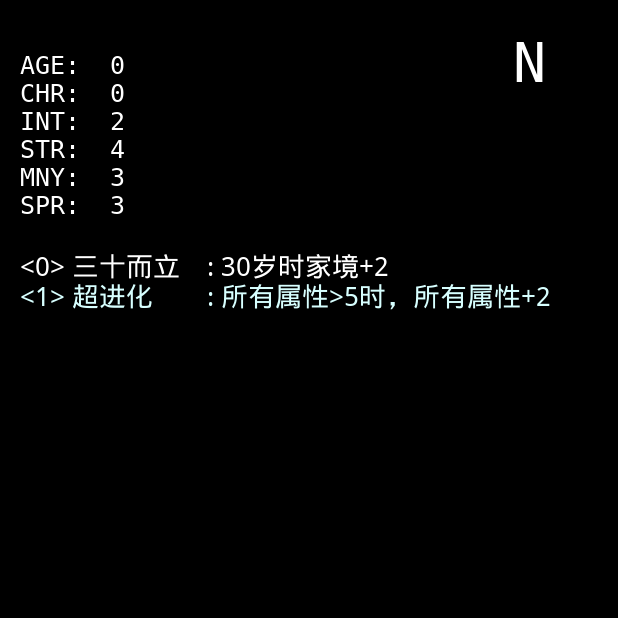 N
AGE: 0
CHR: 0
INT: 2
STR: 4
MNY: 3
SPR: 3
<0> 三十而立 : 30岁时家境+2
<1> 超进化 : 所有属性>5时，所有属性+2